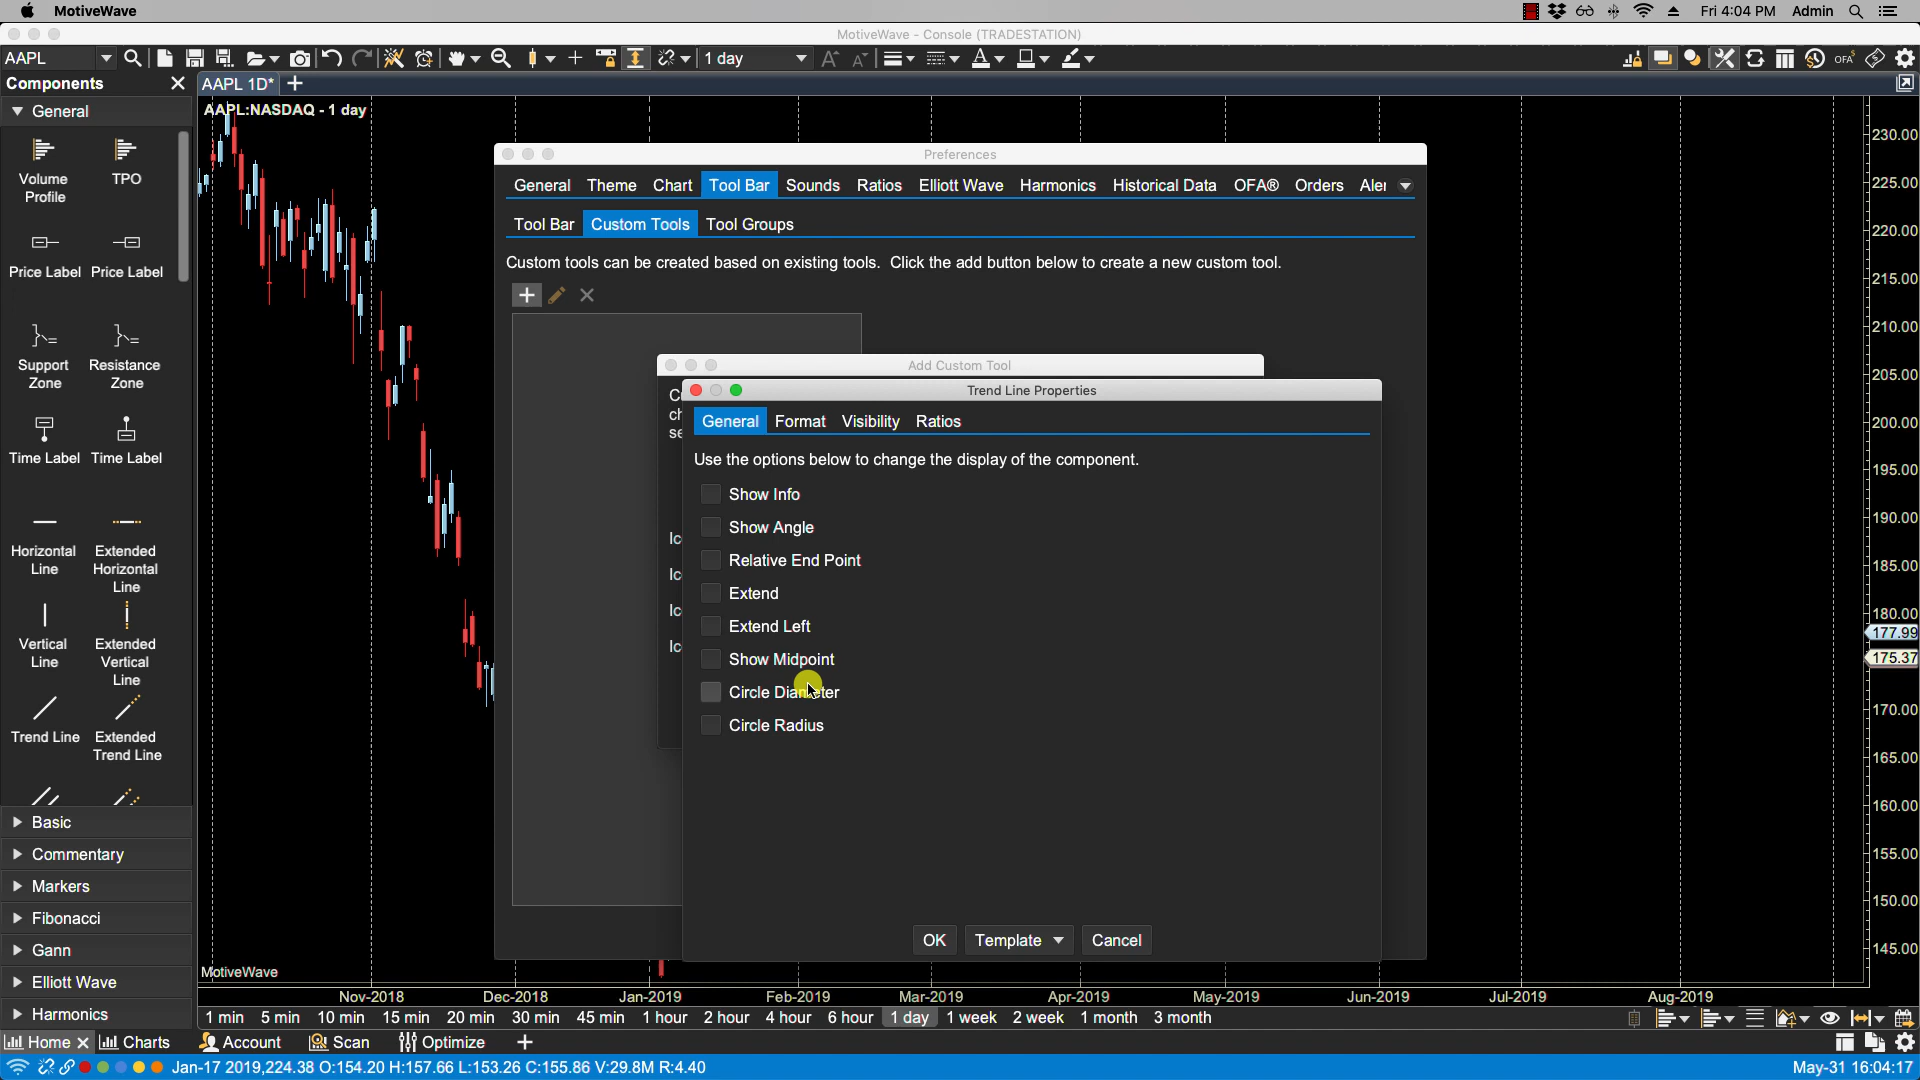 MotiveWave
Fri 4:04 PM Admin
MotiveWave - Console (TRADESTATION)
AAPL
1 day
OFA
Components
AAPL 1D*
General
AAPL:NASDAQ - 1 day
Volume Profile
TPO
Price Label
Price Label
Support Zone
Resistance Zone
Time Label
Time Label
Horizontal Line
Extended Horizontal Line
Vertical Line
Extended Vertical Line
Trend Line
Extended Trend Line
Basic
Commentary
Markers
Fibonacci
Gann
Elliott Wave
Harmonics
Preferences
General Theme Chart Tool Bar Sounds Ratios Elliott Wave Harmonics Historical Data OFA® Orders Aler
Tool Bar Custom Tools Tool Groups
Custom tools can be created based on existing tools. Click the add button below to create a new custom tool.
Add Custom Tool
Trend Line Properties
General Format Visibility Ratios
Use the options below to change the display of the component.
Show Info
Show Angle
Relative End Point
Extend
Extend Left
Show Midpoint
Circle Diameter
Circle Radius
OK Template Cancel
230.00
225.00
220.00
215.00
210.00
205.00
200.00
195.00
190.00
185.00
180.00
177.99
175.37
170.00
165.00
160.00
155.00
150.00
145.00
MotiveWave
Nov-2018 Dec-2018 Jan-2019 Feb-2019 Mar-2019 Apr-2019 May-2019 Jun-2019 Jul-2019 Aug-2019
1 min 5 min 10 min 15 min 20 min 30 min 45 min 1 hour 2 hour 4 hour 6 hour 1 day 1 week 2 week 1 month 3 month
Home Charts Account Scan Optimize
Jan-17 2019,224.38 O:154.20 H:157.66 L:153.26 C:155.86 V:29.8M R:4.40
May-31 16:04:17